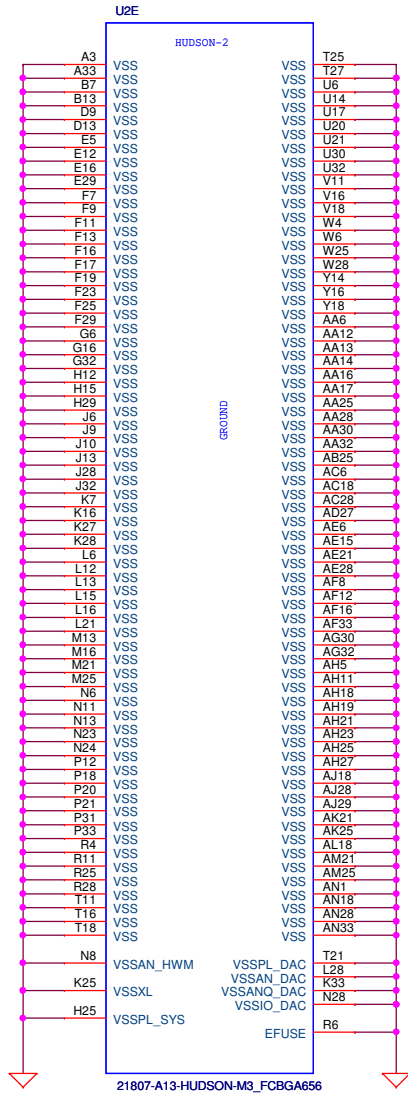 U2E
HUDSON-2
A3 VSS VSS T25
A33 VSS VSS T27
B7 VSS VSS U6
B13 VSS VSS U14
D9 VSS VSS U17
D13 VSS VSS U20
E5 VSS VSS U21
E12 VSS VSS U30
E16 VSS VSS U32
E29 VSS VSS V11
F7 VSS VSS V16
F9 VSS VSS V18
F11 VSS VSS W4
F13 VSS VSS W6
F16 VSS VSS W25
F17 VSS VSS W28
F19 VSS VSS Y14
F23 VSS VSS Y16
F25 VSS VSS Y18
F29 VSS VSS AA6
G6 VSS VSS AA12
G16 VSS VSS AA13
G32 VSS VSS AA14
H12 VSS VSS AA16
H15 VSS VSS AA17
H29 VSS VSS AA25
J6 VSS VSS AA28
J9 VSS VSS AA30
J10 VSS VSS AA32
J13 VSS VSS AB25
J28 VSS VSS AC6
J32 VSS VSS AC18
K7 VSS VSS AC28
K16 VSS VSS AD27
K27 VSS VSS AE6
K28 VSS VSS AE15
L6 VSS VSS AE21
L12 VSS VSS AE28
L13 VSS VSS AF8
L15 VSS VSS AF12
L16 VSS VSS AF16
L21 VSS VSS AF33
M13 VSS VSS AG30
M16 VSS VSS AG32
M21 VSS VSS AH5
M25 VSS VSS AH11
N6 VSS VSS AH18
N11 VSS VSS AH19
N13 VSS VSS AH21
N23 VSS VSS AH23
N24 VSS VSS AH25
P12 VSS VSS AH27
P18 VSS VSS AJ18
P20 VSS VSS AJ28
P21 VSS VSS AJ29
P31 VSS VSS AK21
P33 VSS VSS AK25
R4 VSS VSS AL18
R11 VSS VSS AM21
R25 VSS VSS AM25
R28 VSS VSS AN1
T11 VSS VSS AN18
T16 VSS VSS AN28
T18 VSS VSS AN33
GROUND
N8 VSSAN_HWM VSSPL_DAC T21
VSSAN_DAC L28
K25 VSSXL VSSANQ_DAC K33
VSSIO_DAC N28
H25 VSSPL_SYS
EFUSE R6
21807-A13-HUDSON-M3_FCBGA656